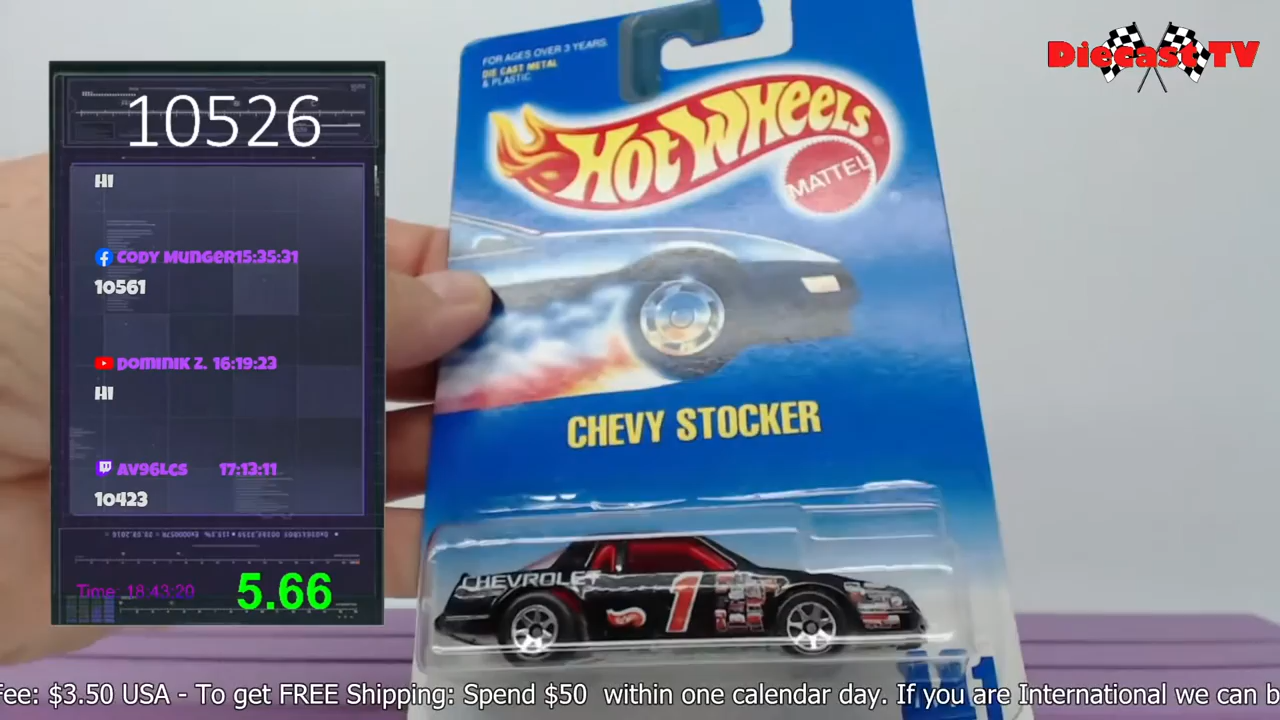 Diecast TV
10526
HI
Cody Munger15:35:31
10561
Dominik Z. 16:19:23
HI
AV96LCS 17:13:11
10423
Time: 18:43:20
5.66
FOR AGES OVER 3 YEARS.
DIE CAST METAL
& PLASTIC
HOT WHEELS
MATTEL
CHEVY STOCKER
CHEVROLET
1
Fee: $3.50 USA - To get FREE Shipping: Spend $50 within one calendar day. If you are International we can b